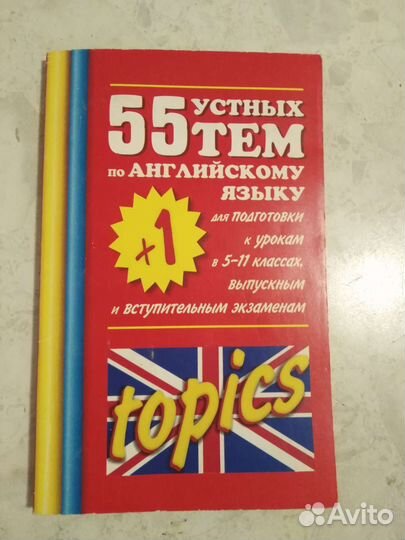 55 УСТНЫХ
ТЕМ
по АНГЛИЙСКОМУ
ЯЗЫКУ
+1
для подготовки
к урокам
в 5-11 классах,
выпускным
и вступительным экзаменам
topics
Avito